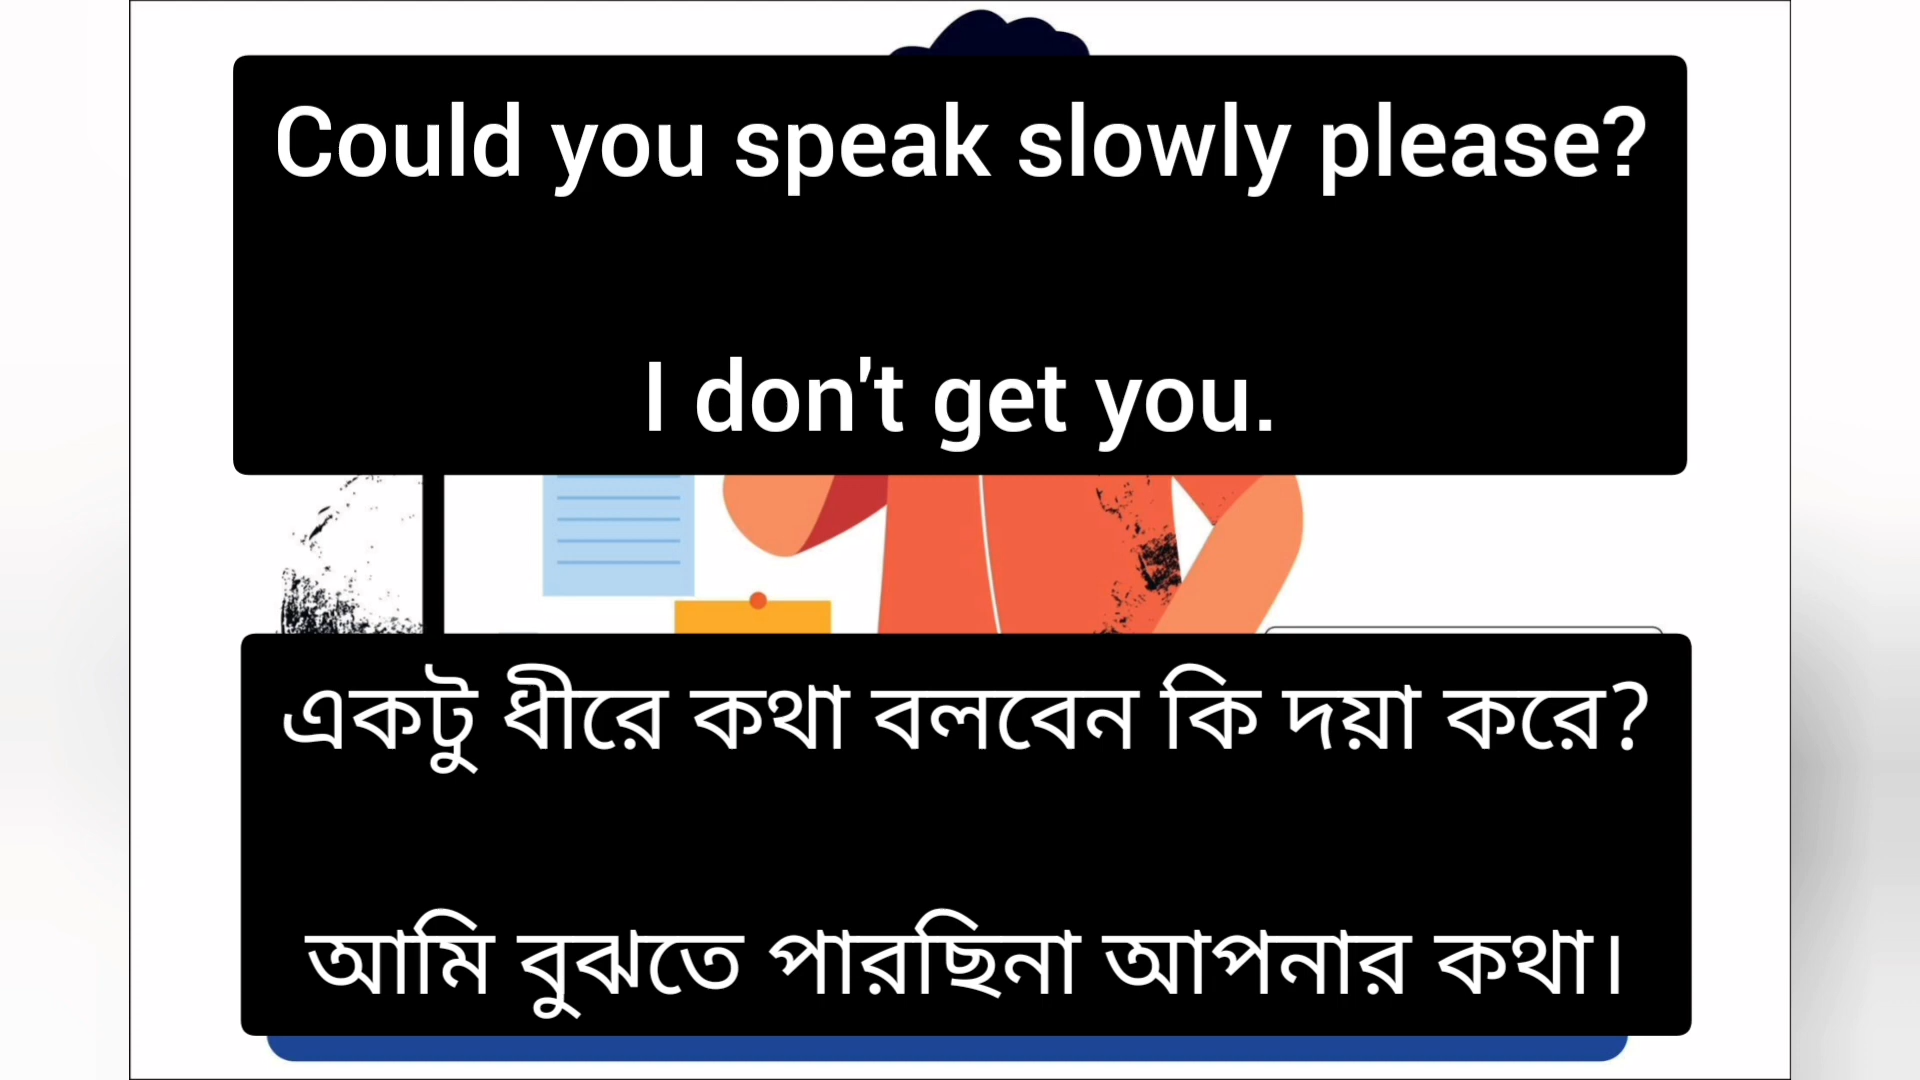 Could you speak slowly please?
I don't get you.
একটু ধীরে কথা বলবেন কি দয়া করে?
আমি বুঝতে পারছিনা আপনার কথা।